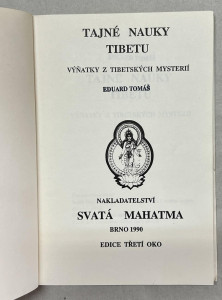 TAJNÉ NAUKY
TIBETU
VÝŇATKY Z TIBETSKÝCH MYSTERIÍ
EDUARD TOMÁŠ
NAKLADATELSTVÍ
SVATÁ MAHATMA
BRNO 1990
EDICE TŘETÍ OKO